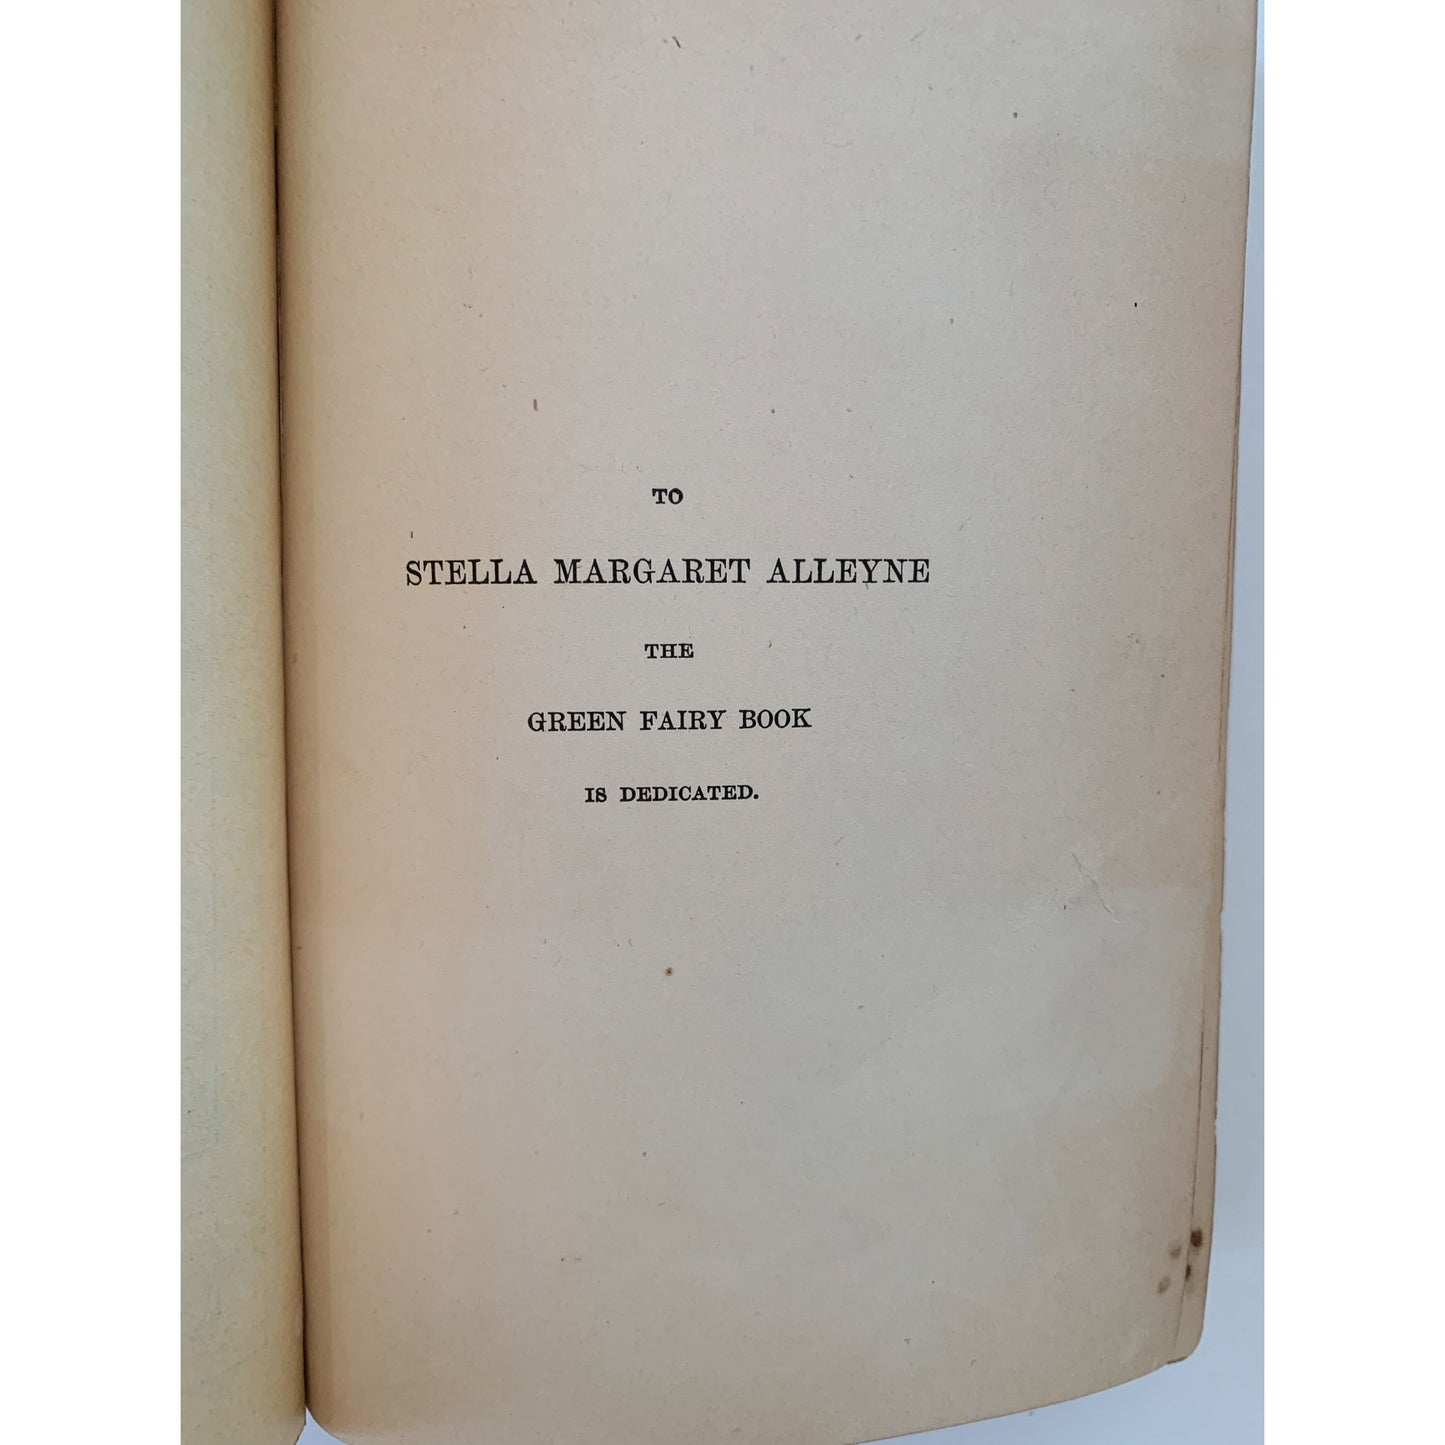 TO
STELLA MARGARET ALLEYNE
THE
GREEN FAIRY BOOK
IS DEDICATED.